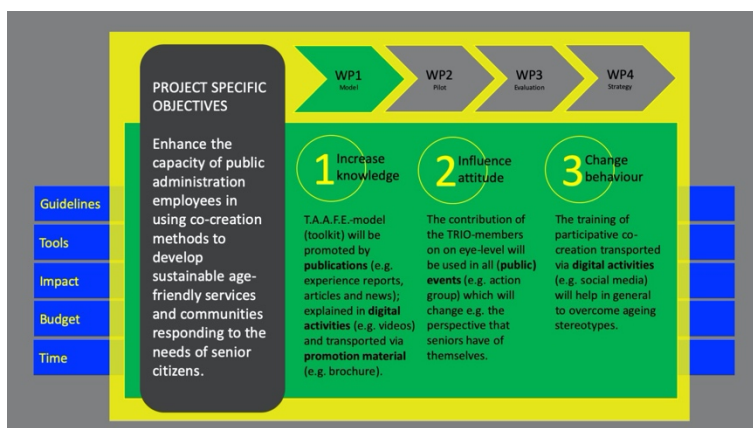 PROJECT SPECIFIC
OBJECTIVES
Enhance the
capacity of public
administration
employees in
using co-creation
methods to
develop
sustainable age-
friendly services
and communities
responding to the
needs of senior
citizens.
WP1
Model
WP2
Pilot
WP3
Evaluation
WP4
Strategy
1 Increase
knowledge
T.A.A.F.E.-model
(toolkit) will be
promoted by
publications (e.g.
experience reports,
articles and news);
explained in digital
activities (e.g. videos)
and transported via
promotion material
(e.g. brochure).
2 Influence
attitude
The contribution of
the TRIO-members
on on eye-level will
be used in all (public)
events (e.g. action
group) which will
change e.g. the
perspective that
seniors have of
themselves.
3 Change
behaviour
The training of
participative co-
creation transported
via digital activities
(e.g. social media)
will help in general
to overcome ageing
stereotypes.
Guidelines
Tools
Impact
Budget
Time